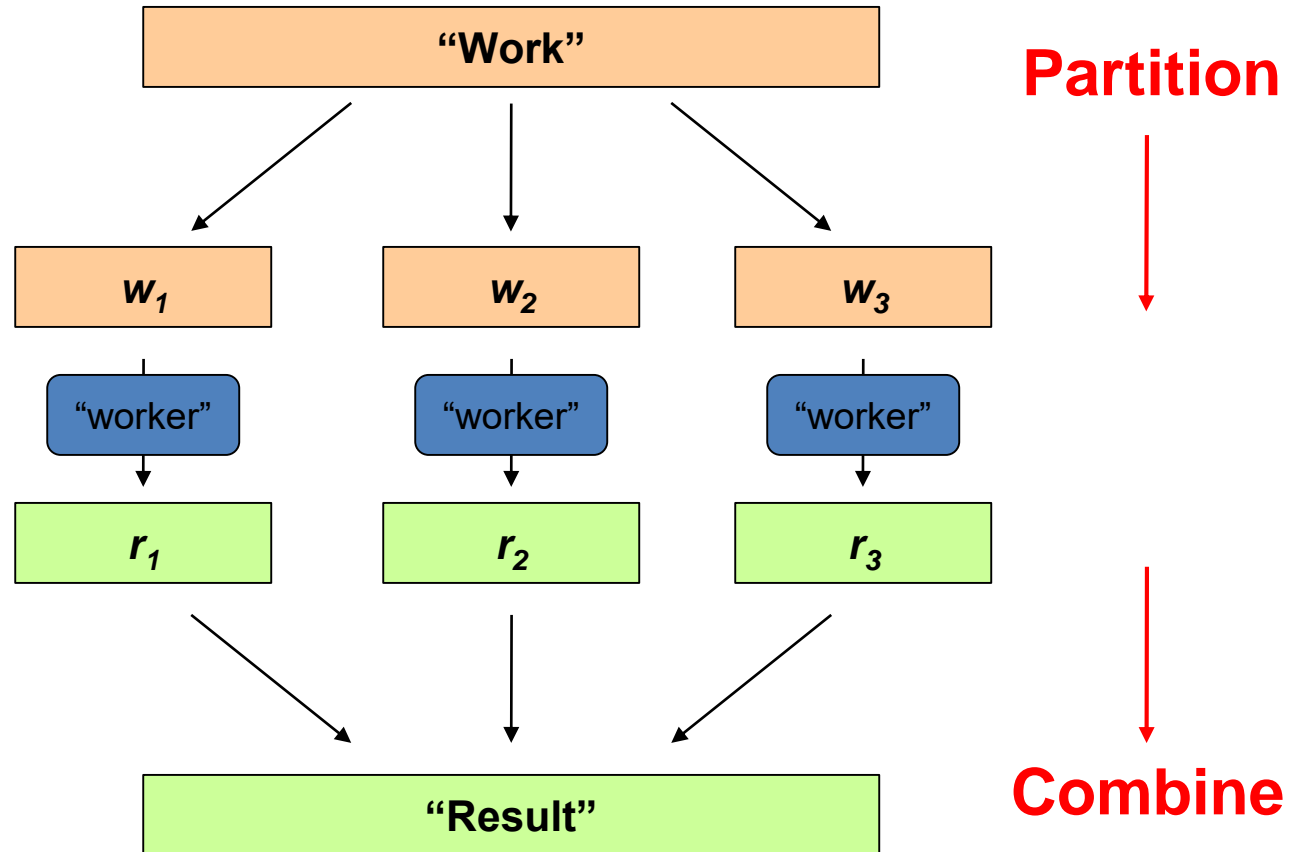 “Work”
Partition
w₁ w₂ w₃
“worker” “worker” “worker”
r₁ r₂ r₃
“Result”
Combine